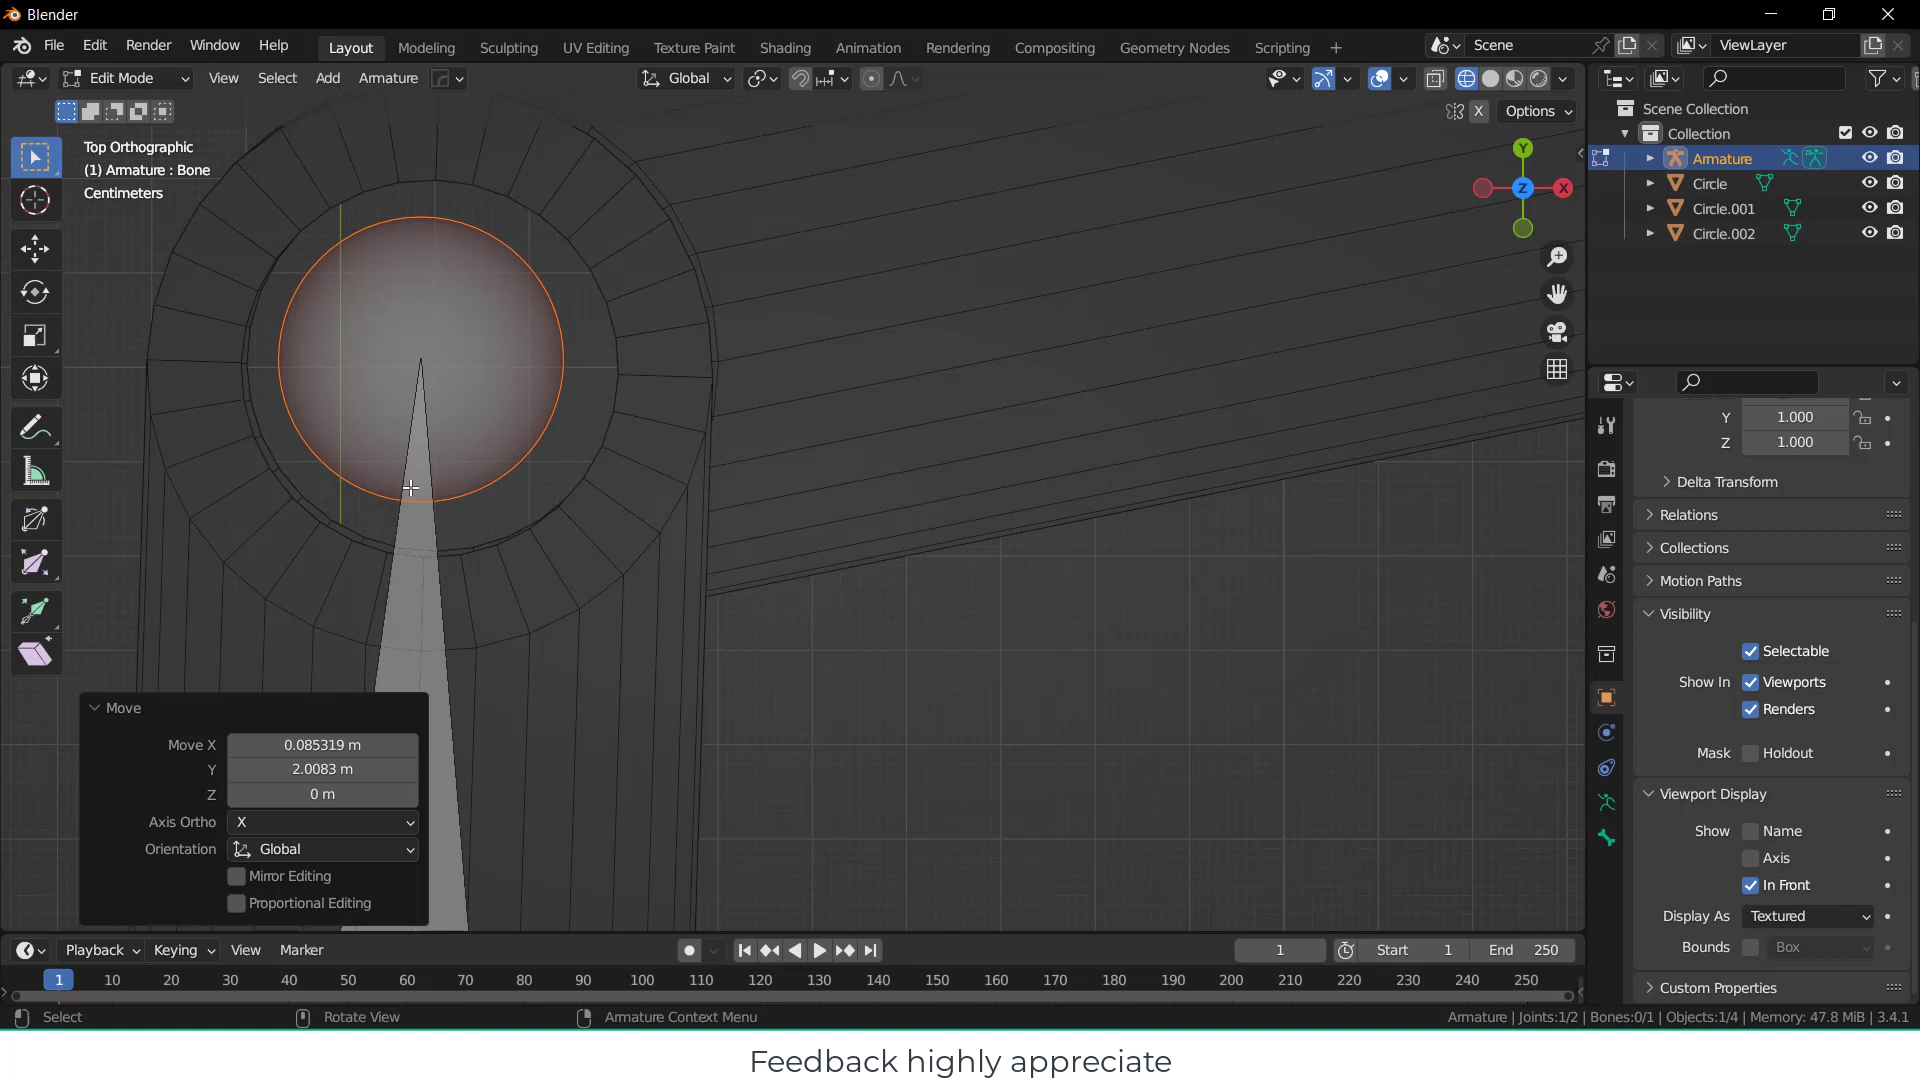 Blender
File Edit Render Window Help Layout Modeling Sculpting UV Editing Texture Paint Shading Animation Rendering Compositing Geometry Nodes Scripting + Scene ViewLayer
Edit Mode View Select Add Armature Global
X Options
Top Orthographic
(1) Armature : Bone
Centimeters
Y
Z X
Scene Collection
Collection
Armature
Circle
Circle.001
Circle.002
Y 1.000
Z 1.000
Delta Transform
Relations
Collections
Motion Paths
Visibility
Selectable
Show In Viewports
Renders
Mask Holdout
Viewport Display
Show Name
Axis
In Front
Display As Textured
Bounds Box
Custom Properties
Move
Move X 0.085319 m
Y 2.0083 m
Z 0 m
Axis Ortho X
Orientation Global
Mirror Editing
Proportional Editing
Playback Keying View Marker 1 Start 1 End 250
1 10 20 30 40 50 60 70 80 90 100 110 120 130 140 150 160 170 180 190 200 210 220 230 240 250
Select Rotate View Armature Context Menu Armature | Joints:1/2 | Bones:0/1 | Objects:1/4 | Memory: 47.8 MiB | 3.4.1
Feedback highly appreciate